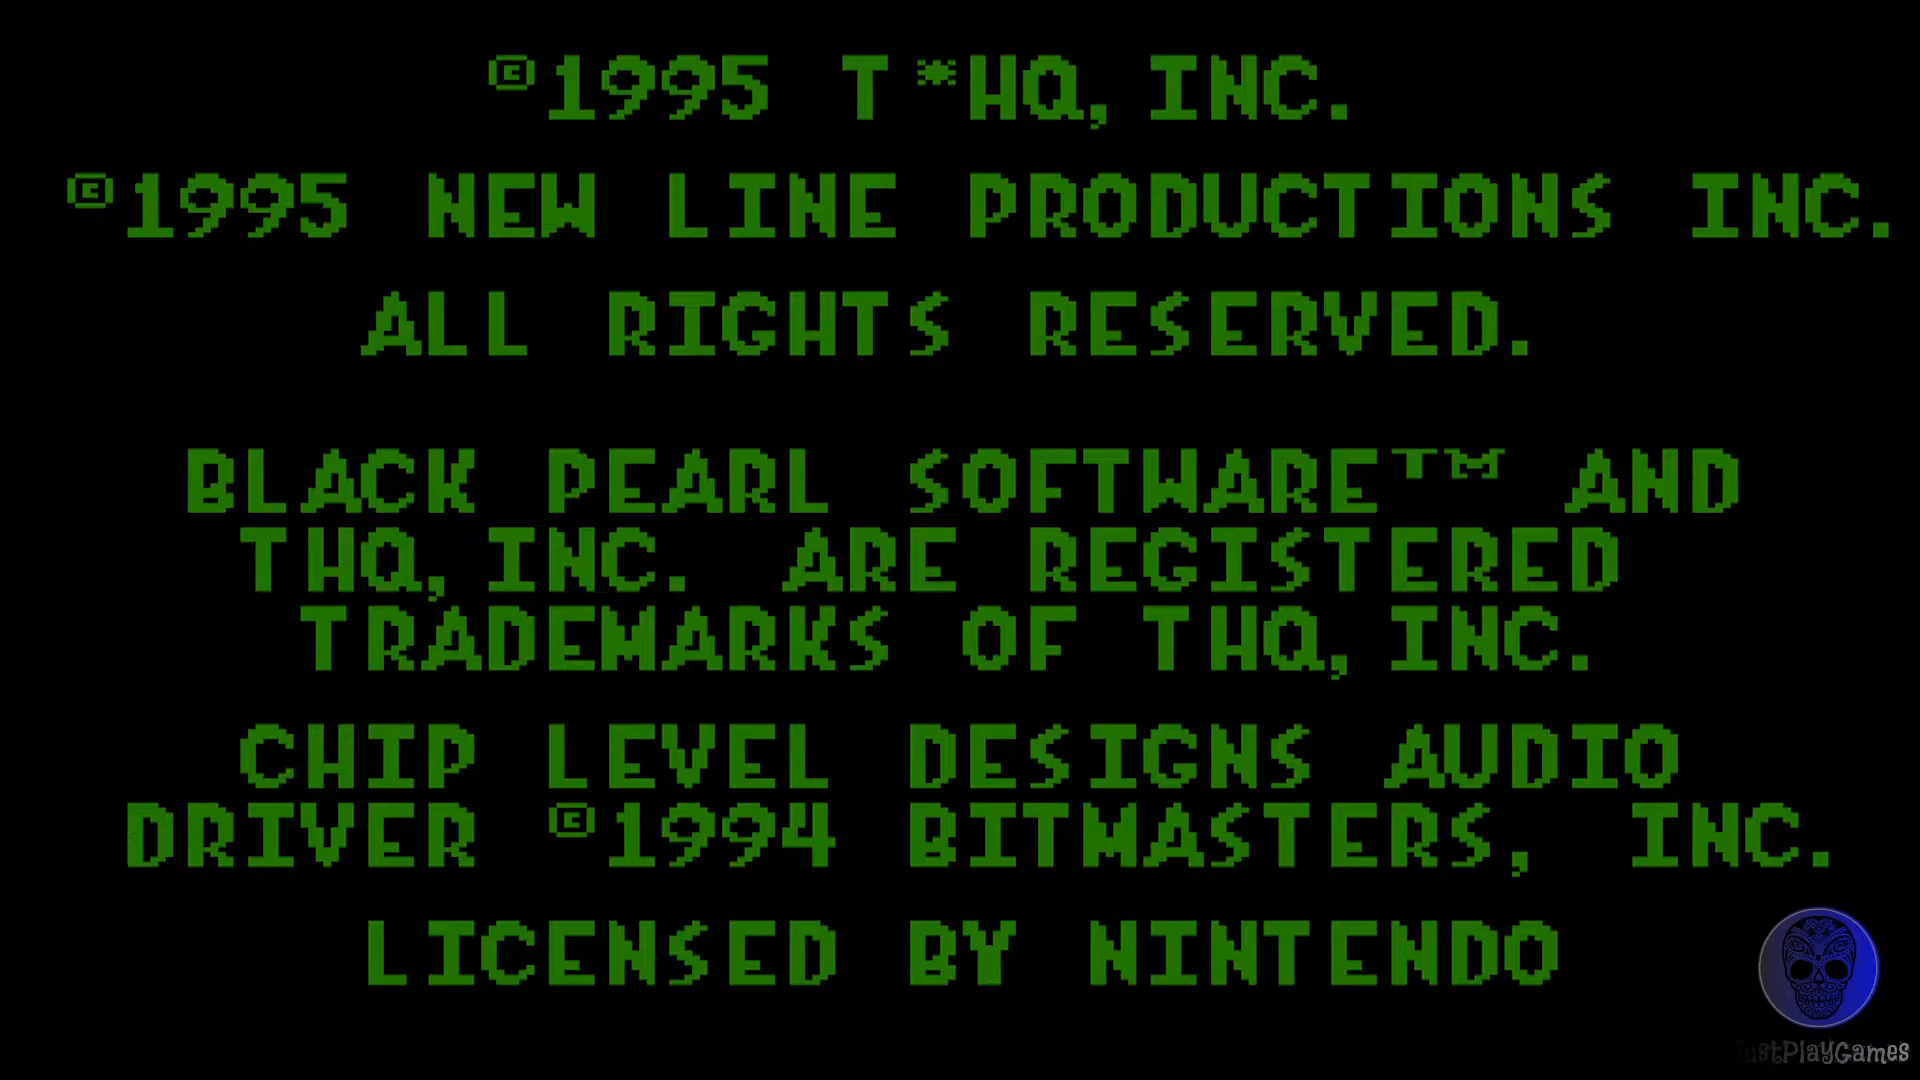 ©1995 T*HQ, INC.
©1995 NEW LINE PRODUCTIONS INC.
ALL RIGHTS RESERVED.
BLACK PEARL SOFTWARE™ AND
THQ, INC. ARE REGISTERED
TRADEMARKS OF THQ, INC.
CHIP LEVEL DESIGNS AUDIO
DRIVER ©1994 BITMASTERS, INC.
LICENSED BY NINTENDO
JustPlayGames